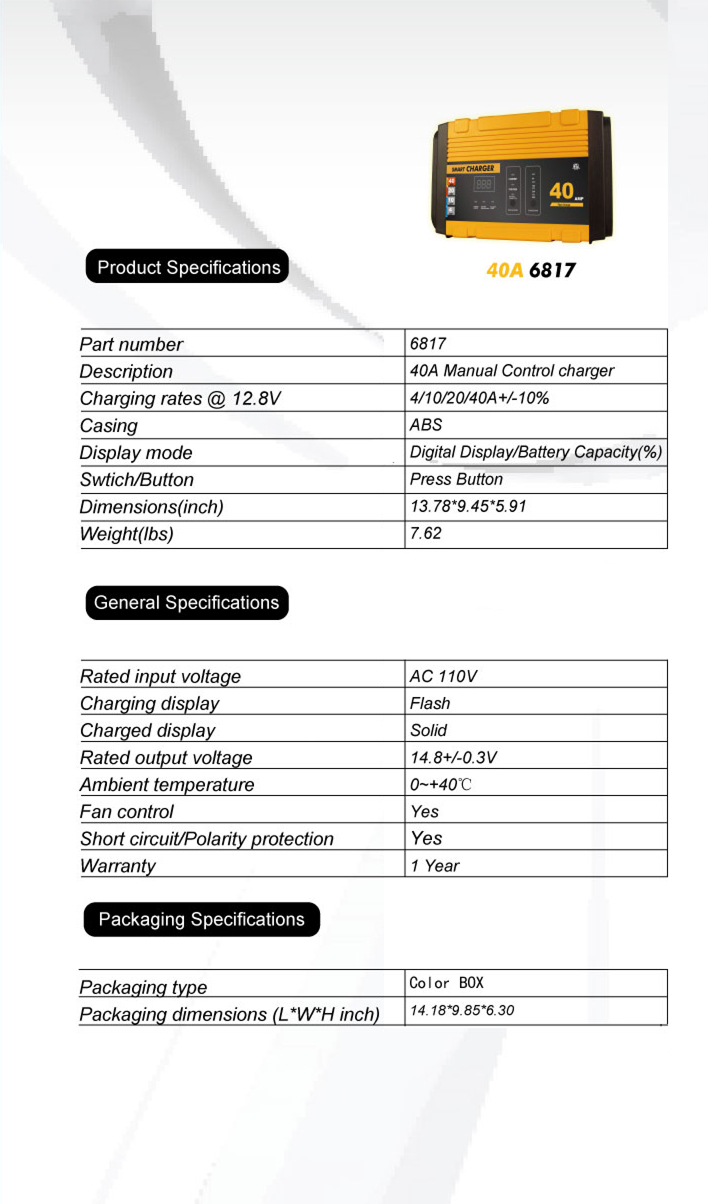 SMART CHARGER
40
AMP
Product Specifications
40A 6817
Part number 6817
Description 40A Manual Control charger
Charging rates @ 12.8V 4/10/20/40A+/-10%
Casing ABS
Display mode Digital Display/Battery Capacity(%)
Swtich/Button Press Button
Dimensions(inch) 13.78*9.45*5.91
Weight(lbs) 7.62
General Specifications
Rated input voltage AC 110V
Charging display Flash
Charged display Solid
Rated output voltage 14.8+/-0.3V
Ambient temperature 0~+40℃
Fan control Yes
Short circuit/Polarity protection Yes
Warranty 1 Year
Packaging Specifications
Packaging type Color BOX
Packaging dimensions (L*W*H inch) 14.18*9.85*6.30